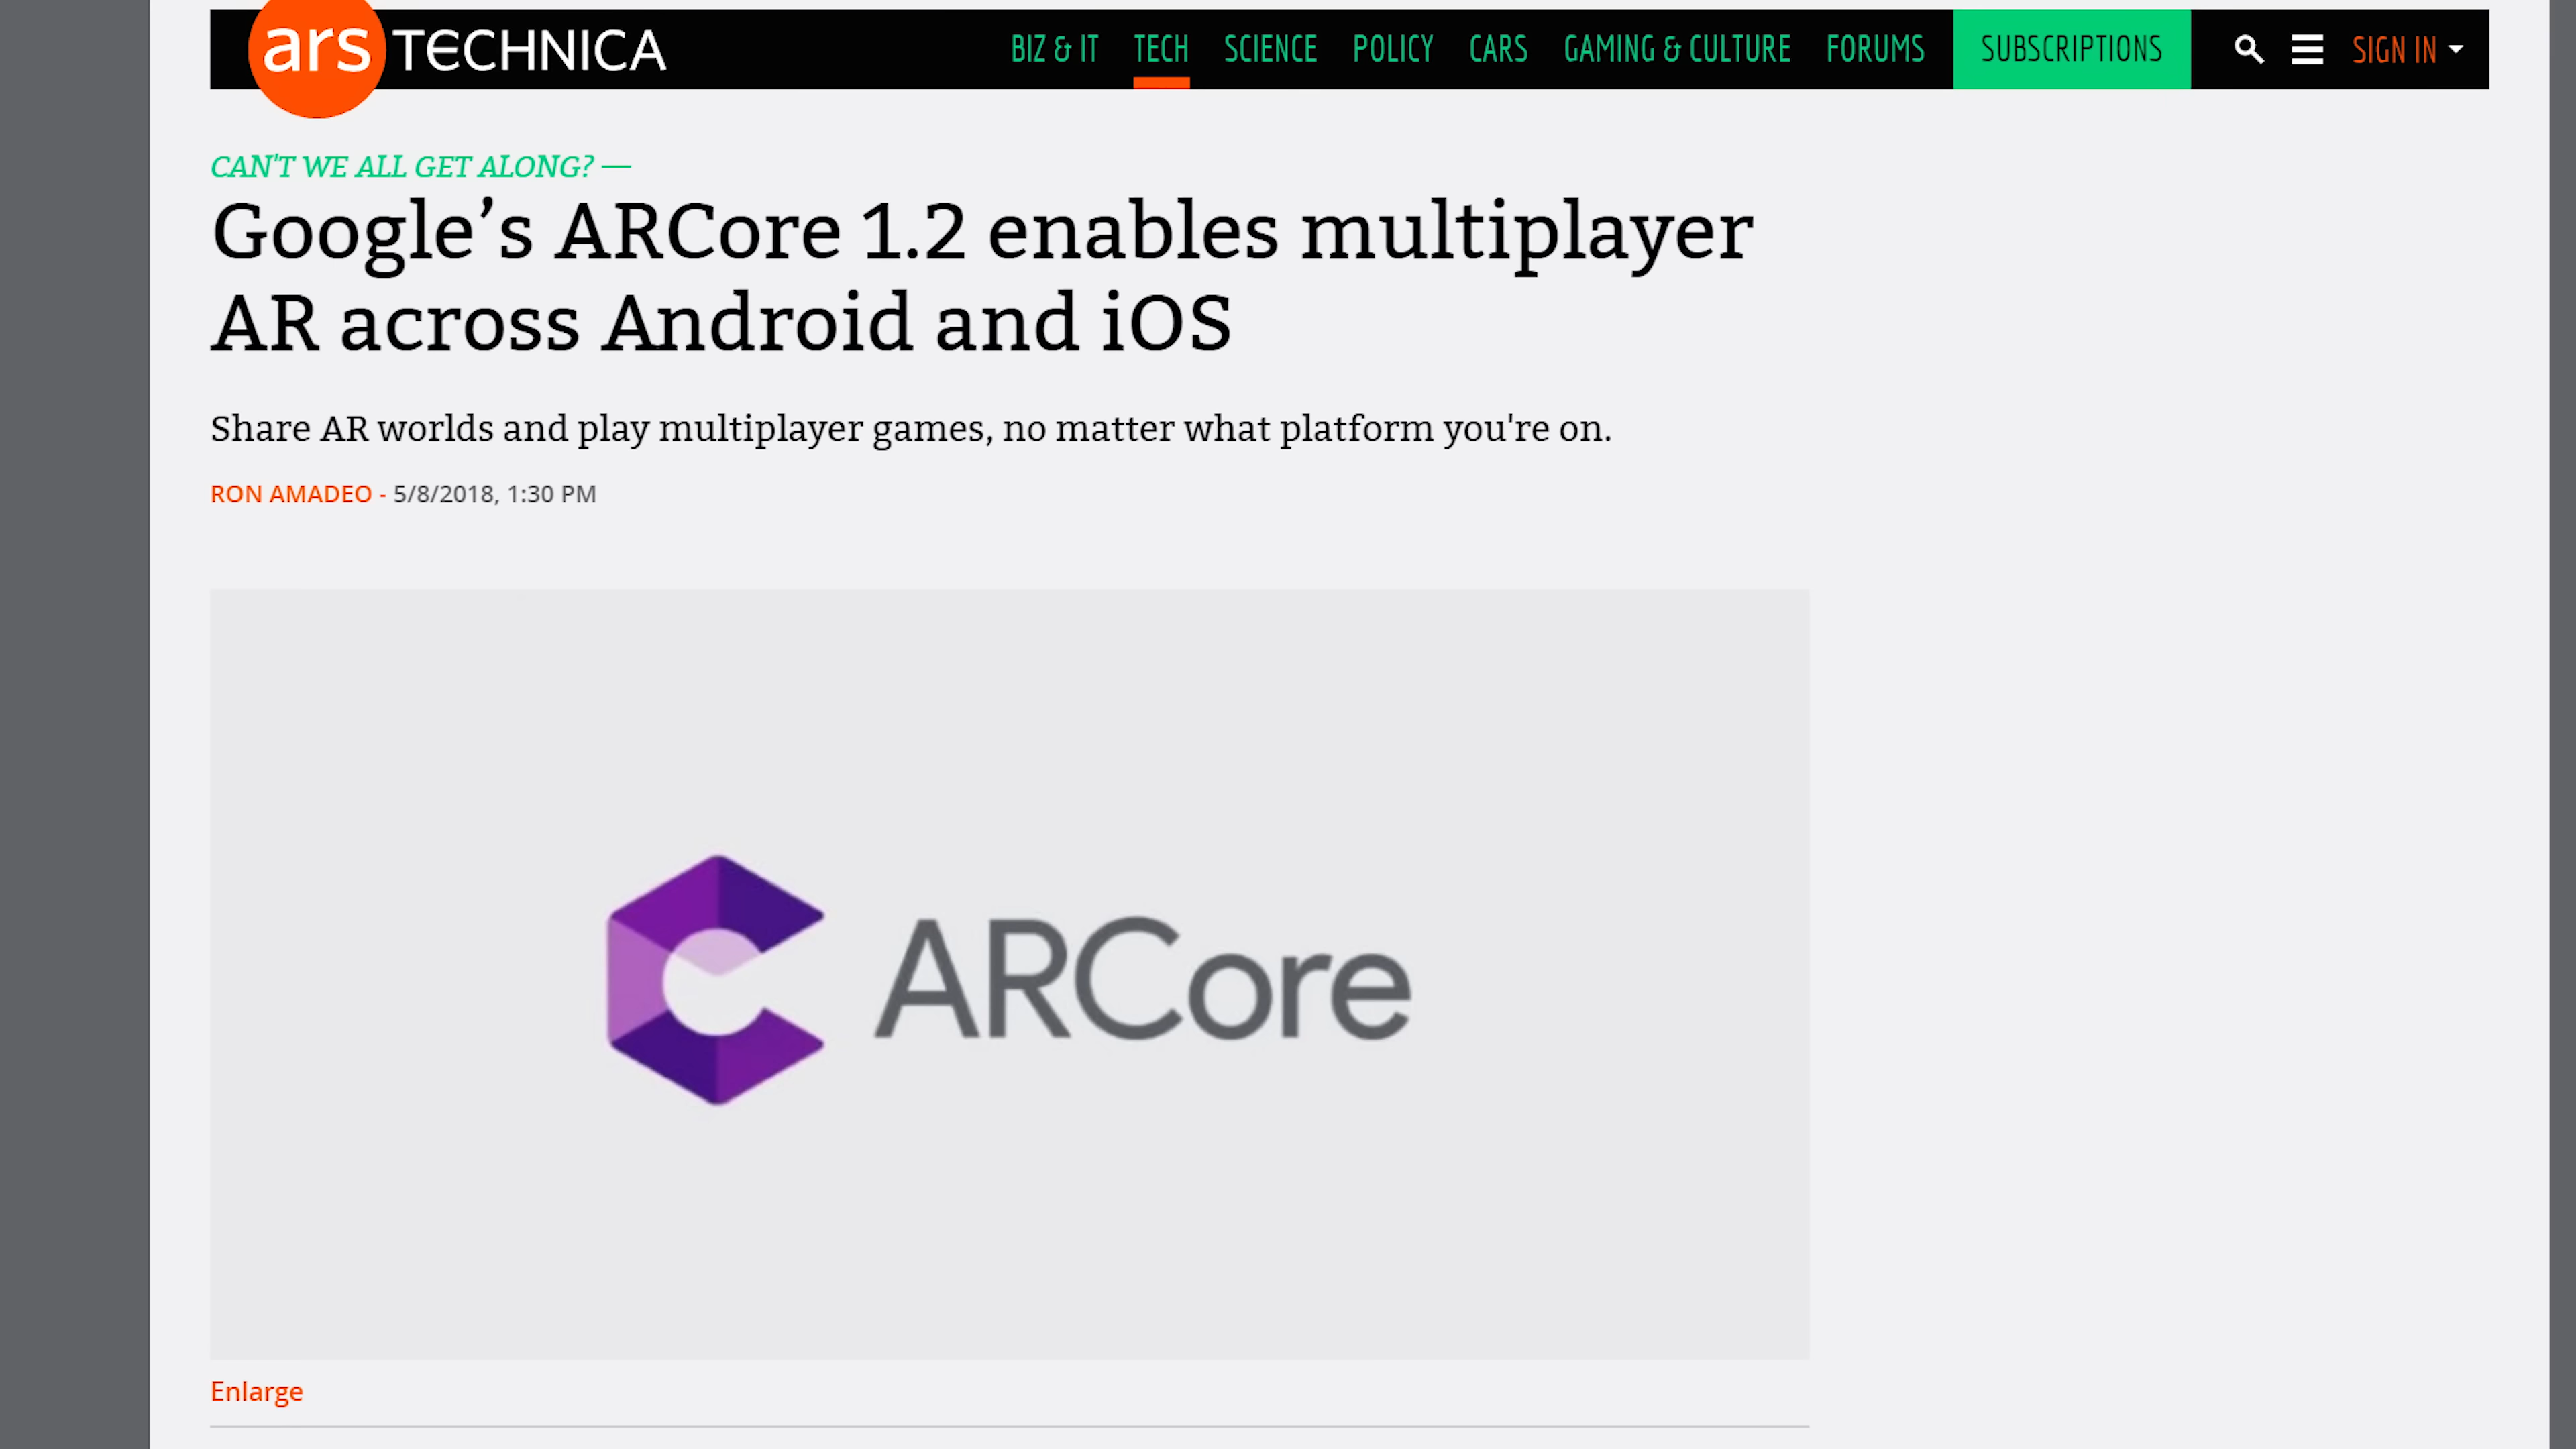 ars TECHNICA
BIZ & IT TECH SCIENCE POLICY CARS GAMING & CULTURE FORUMS SUBSCRIPTIONS SIGN IN
CAN'T WE ALL GET ALONG? —
Google’s ARCore 1.2 enables multiplayer
AR across Android and iOS
Share AR worlds and play multiplayer games, no matter what platform you're on.
RON AMADEO - 5/8/2018, 1:30 PM
ARCore
Enlarge